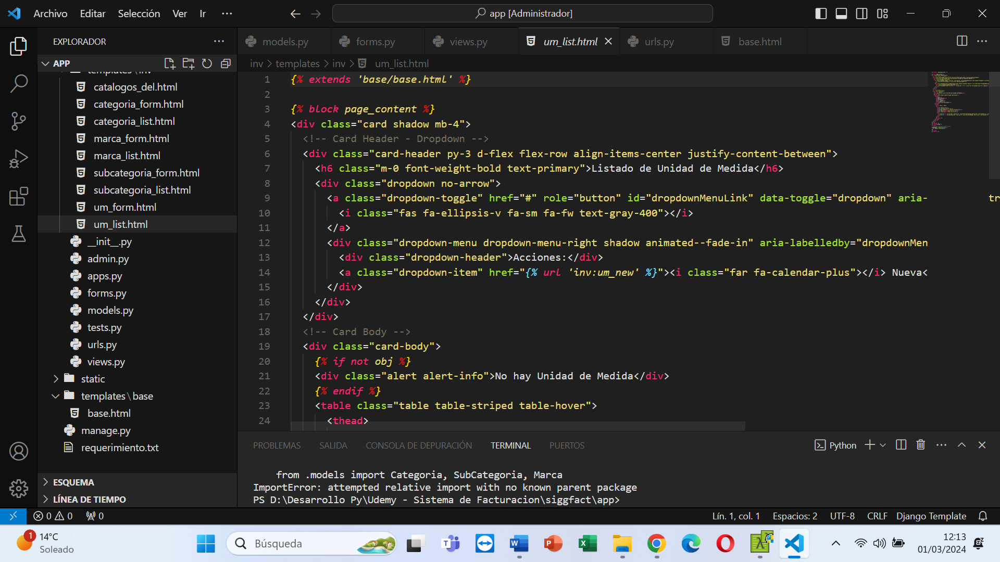 Archivo Editar Selección Ver Ir ···
app [Administrador]
EXPLORADOR
models.py forms.py views.py um_list.html urls.py base.html
APP
inv > templates > inv > um_list.html
templates \ inv
catalogos_del.html
categoria_form.html
categoria_list.html
marca_form.html
marca_list.html
subcategoria_form.html
subcategoria_list.html
um_form.html
um_list.html
__init__.py
admin.py
apps.py
forms.py
models.py
tests.py
urls.py
views.py
static
templates \ base
base.html
manage.py
requerimiento.txt
ESQUEMA
LÍNEA DE TIEMPO
1 {% extends 'base/base.html' %}
2
3 {% block page_content %}
4 <div class="card shadow mb-4">
5 <!-- Card Header - Dropdown -->
6 <div class="card-header py-3 d-flex flex-row align-items-center justify-content-between">
7 <h6 class="m-0 font-weight-bold text-primary">Listado de Unidad de Medida</h6>
8 <div class="dropdown no-arrow">
9 <a class="dropdown-toggle" href="#" role="button" id="dropdownMenuLink" data-toggle="dropdown" aria- tr
10 <i class="fas fa-ellipsis-v fa-sm fa-fw text-gray-400"></i>
11 </a>
12 <div class="dropdown-menu dropdown-menu-right shadow animated--fade-in" aria-labelledby="dropdownMen
13 <div class="dropdown-header">Acciones:</div>
14 <a class="dropdown-item" href="{% url 'inv:um_new' %}"><i class="far fa-calendar-plus"></i> Nueva<
15 </div>
16 </div>
17 </div>
18 <!-- Card Body -->
19 <div class="card-body">
20 {% if not obj %}
21 <div class="alert alert-info">No hay Unidad de Medida</div>
22 {% endif %}
23 <table class="table table-striped table-hover">
24 <thead>
PROBLEMAS SALIDA CONSOLA DE DEPURACIÓN TERMINAL PUERTOS
Python
from .models import Categoria, SubCategoria, Marca
ImportError: attempted relative import with no known parent package
PS D:\Desarrollo Py\Udemy - Sistema de Facturacion\siggfact\app>
0 0 0
Lín. 1, col. 1 Espacios: 2 UTF-8 CRLF Django Template
1
14°C
Soleado
Búsqueda
12:13
01/03/2024